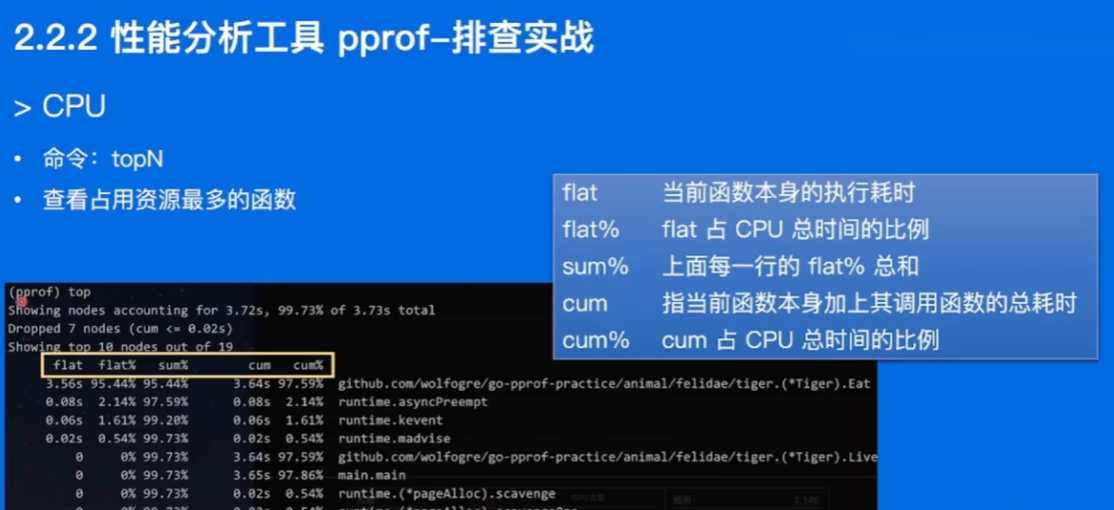 2.2.2 性能分析工具 pprof-排查实战
> CPU
• 命令：topN
• 查看占用资源最多的函数
flat 当前函数本身的执行耗时
flat% flat 占 CPU 总时间的比例
sum% 上面每一行的 flat% 总和
cum 指当前函数本身加上其调用函数的总耗时
cum% cum 占 CPU 总时间的比例
(pprof) top
Showing nodes accounting for 3.72s, 99.73% of 3.73s total
Dropped 7 nodes (cum <= 0.02s)
Showing top 10 nodes out of 19
flat flat% sum% cum cum%
3.56s 95.44% 95.44% 3.64s 97.59% github.com/wolfogre/go-pprof-practice/animal/felidae/tiger.(*Tiger).Eat
0.08s 2.14% 97.59% 0.08s 2.14% runtime.asyncPreempt
0.06s 1.61% 99.20% 0.06s 1.61% runtime.kevent
0.02s 0.54% 99.73% 0.02s 0.54% runtime.madvise
0 0% 99.73% 3.64s 97.59% github.com/wolfogre/go-pprof-practice/animal/felidae/tiger.(*Tiger).Live
0 0% 99.73% 3.65s 97.86% main.main
0 0% 99.73% 0.02s 0.54% runtime.(*pageAlloc).scavenge